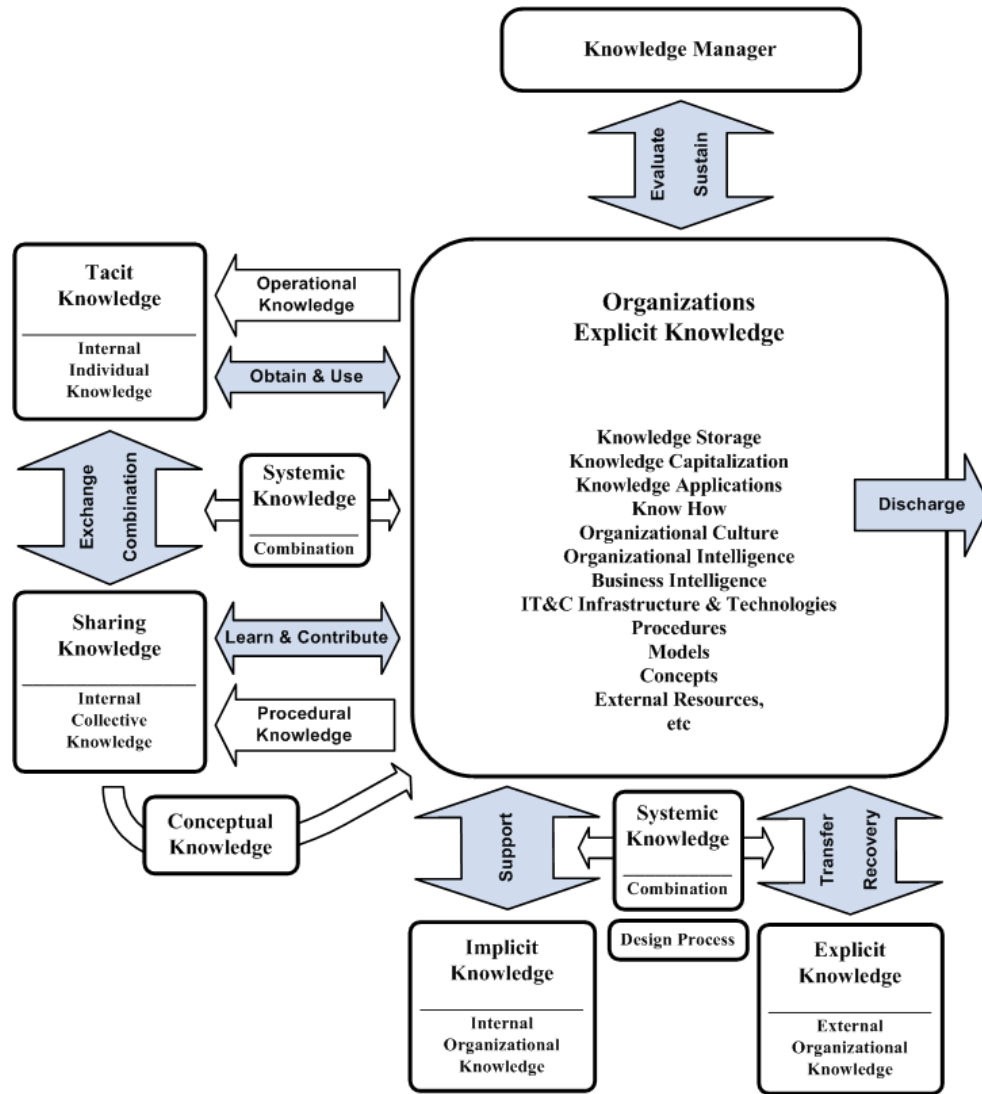 Knowledge Manager
Evaluate
Sustain
Tacit
Knowledge
Internal
Individual
Knowledge
Operational
Knowledge
Obtain & Use
Organizations
Explicit Knowledge
Knowledge Storage
Knowledge Capitalization
Knowledge Applications
Know How
Organizational Culture
Organizational Intelligence
Business Intelligence
IT&C Infrastructure & Technologies
Procedures
Models
Concepts
External Resources,
etc
Discharge
Exchange
Combination
Systemic
Knowledge
Combination
Sharing
Knowledge
Internal
Collective
Knowledge
Learn & Contribute
Procedural
Knowledge
Conceptual
Knowledge
Support
Systemic
Knowledge
Combination
Design Process
Transfer
Recovery
Implicit
Knowledge
Internal
Organizational
Knowledge
Explicit
Knowledge
External
Organizational
Knowledge